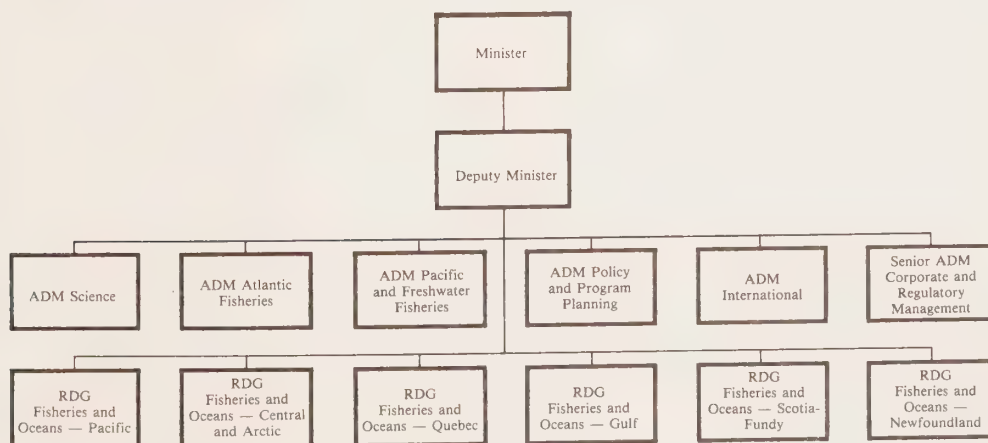 Minister
Deputy Minister
ADM Science
ADM Atlantic
Fisheries
ADM Pacific
and Freshwater
Fisheries
ADM Policy
and Program
Planning
ADM
International
Senior ADM
Corporate and
Regulatory
Management
RDG
Fisheries and
Oceans — Pacific
RDG
Fisheries and
Oceans — Central
and Arctic
RDG
Fisheries and
Oceans — Quebec
RDG
Fisheries and
Oceans — Gulf
RDG
Fisheries and
Oceans — Scotia-
Fundy
RDG
Fisheries and
Oceans —
Newfoundland